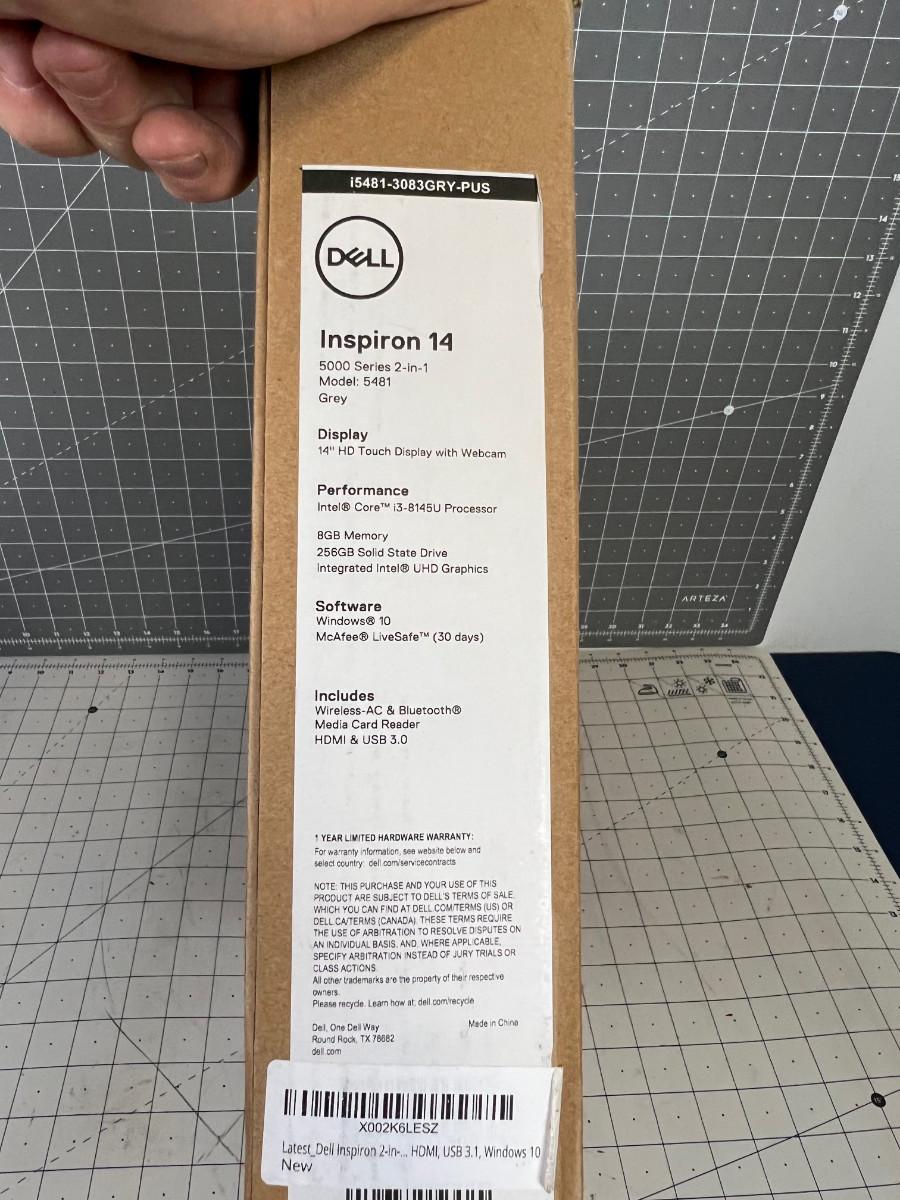 i5481-3083GRY-PUS
DELL
Inspiron 14
5000 Series 2-in-1
Model: 5481
Grey
Display
14" HD Touch Display with Webcam
Performance
Intel® Core™ i3-8145U Processor
8GB Memory
256GB Solid State Drive
Integrated Intel® UHD Graphics
Software
Windows® 10
McAfee® LiveSafe™ (30 days)
Includes
Wireless-AC & Bluetooth®
Media Card Reader
HDMI & USB 3.0
1 YEAR LIMITED HARDWARE WARRANTY:
For warranty information, see website below and
select country: dell.com/servicecontracts
NOTE: THIS PURCHASE AND YOUR USE OF THIS
PRODUCT ARE SUBJECT TO DELL'S TERMS OF SALE,
WHICH YOU CAN FIND AT DELL.COM/TERMS (US) OR
DELL.CA/TERMS (CANADA). THESE TERMS REQUIRE
THE USE OF ARBITRATION TO RESOLVE DISPUTES ON
AN INDIVIDUAL BASIS, AND, WHERE APPLICABLE,
SPECIFY ARBITRATION INSTEAD OF JURY TRIALS OR
CLASS ACTIONS.
All other trademarks are the property of their respective
owners.
Please recycle. Learn how at: dell.com/recycle
Dell, One Dell Way
Round Rock, TX 78682
dell.com
Made in China
X002K6LESZ
Latest_Dell Inspiron 2-in-... HDMI, USB 3.1, Windows 10
New
ARTEZA